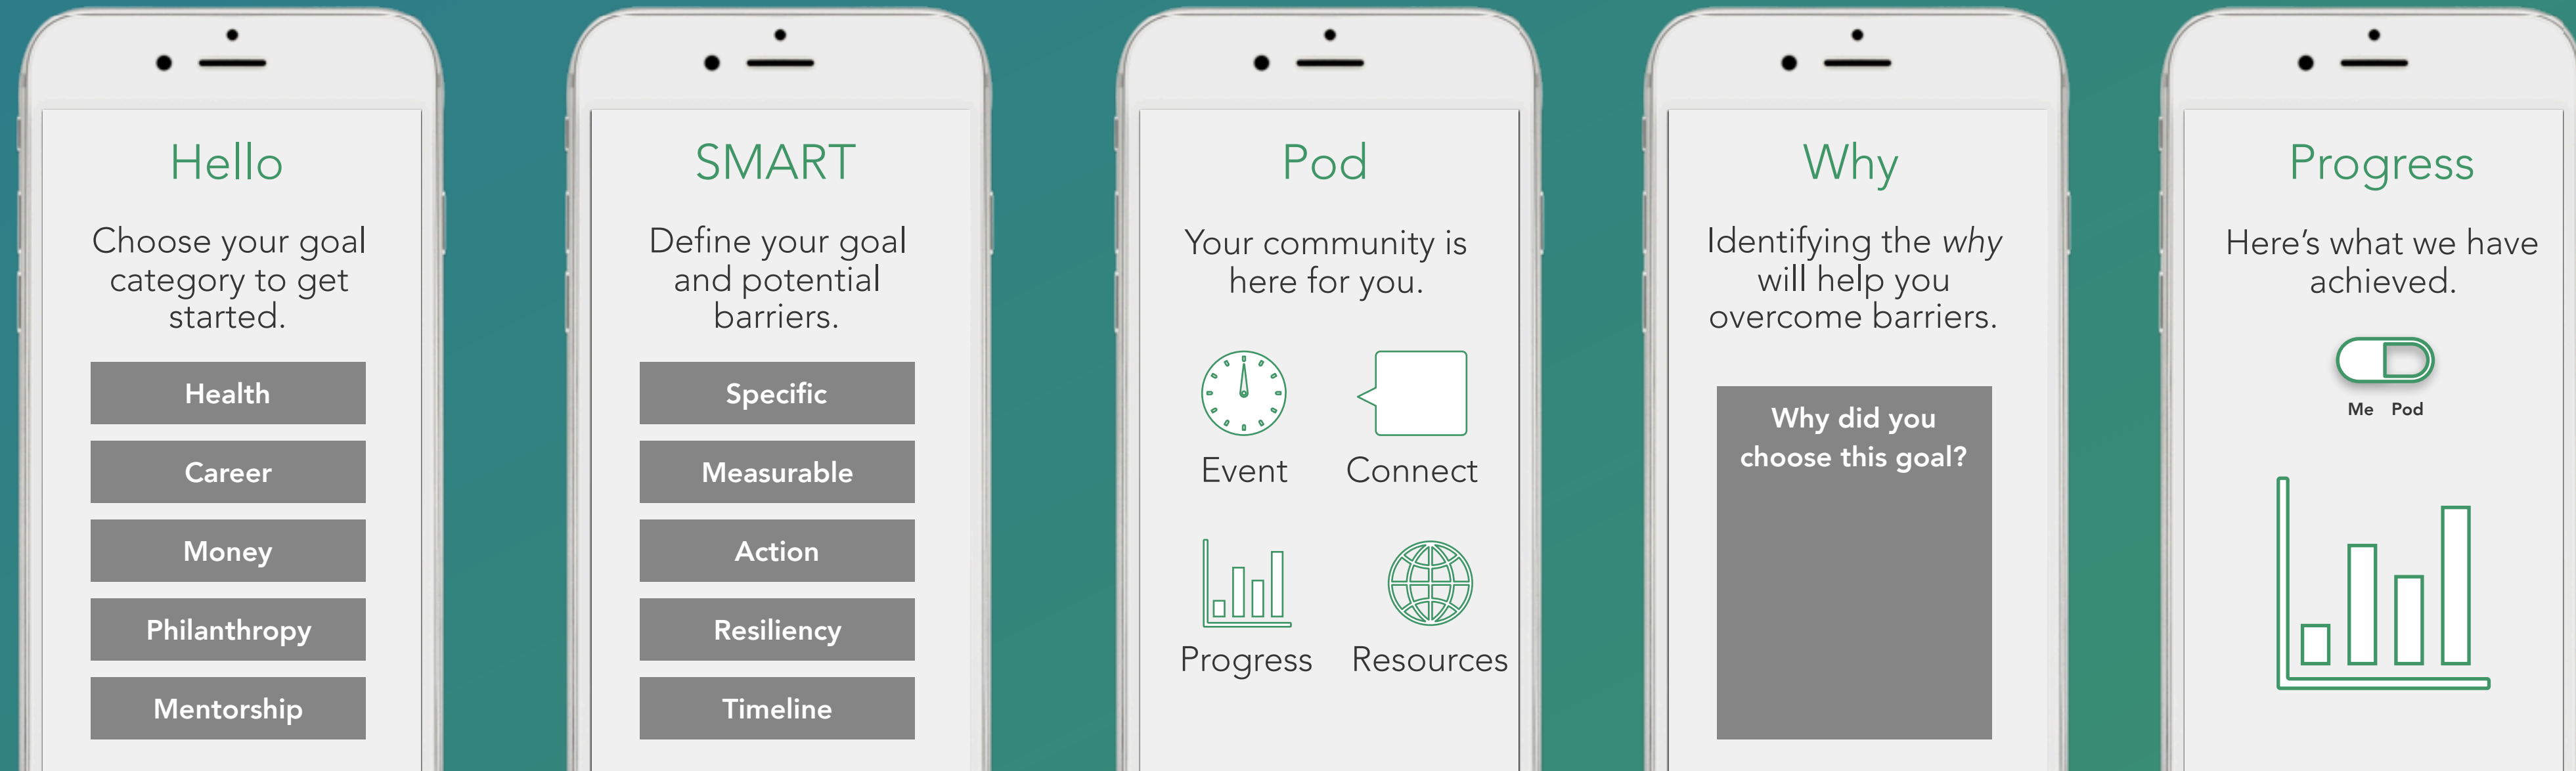 Hello
Choose your goal
category to get
started.
Health
Career
Money
Philanthropy
Mentorship
SMART
Define your goal
and potential
barriers.
Specific
Measurable
Action
Resiliency
Timeline
Pod
Your community is
here for you.
Event
Connect
Progress
Resources
Why
Identifying the why
will help you
overcome barriers.
Why did you
choose this goal?
Progress
Here’s what we have
achieved.
Me Pod